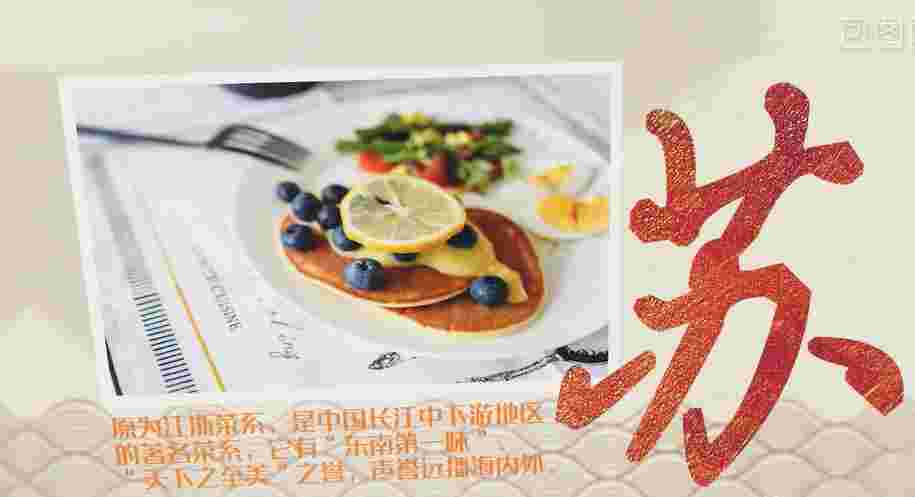 苏
CUISINE
原为江浙菜系，是中国长江中下游地区
的著名菜系，它有“东南第一味”，
“天下之至美”之誉，声誉远播海内外